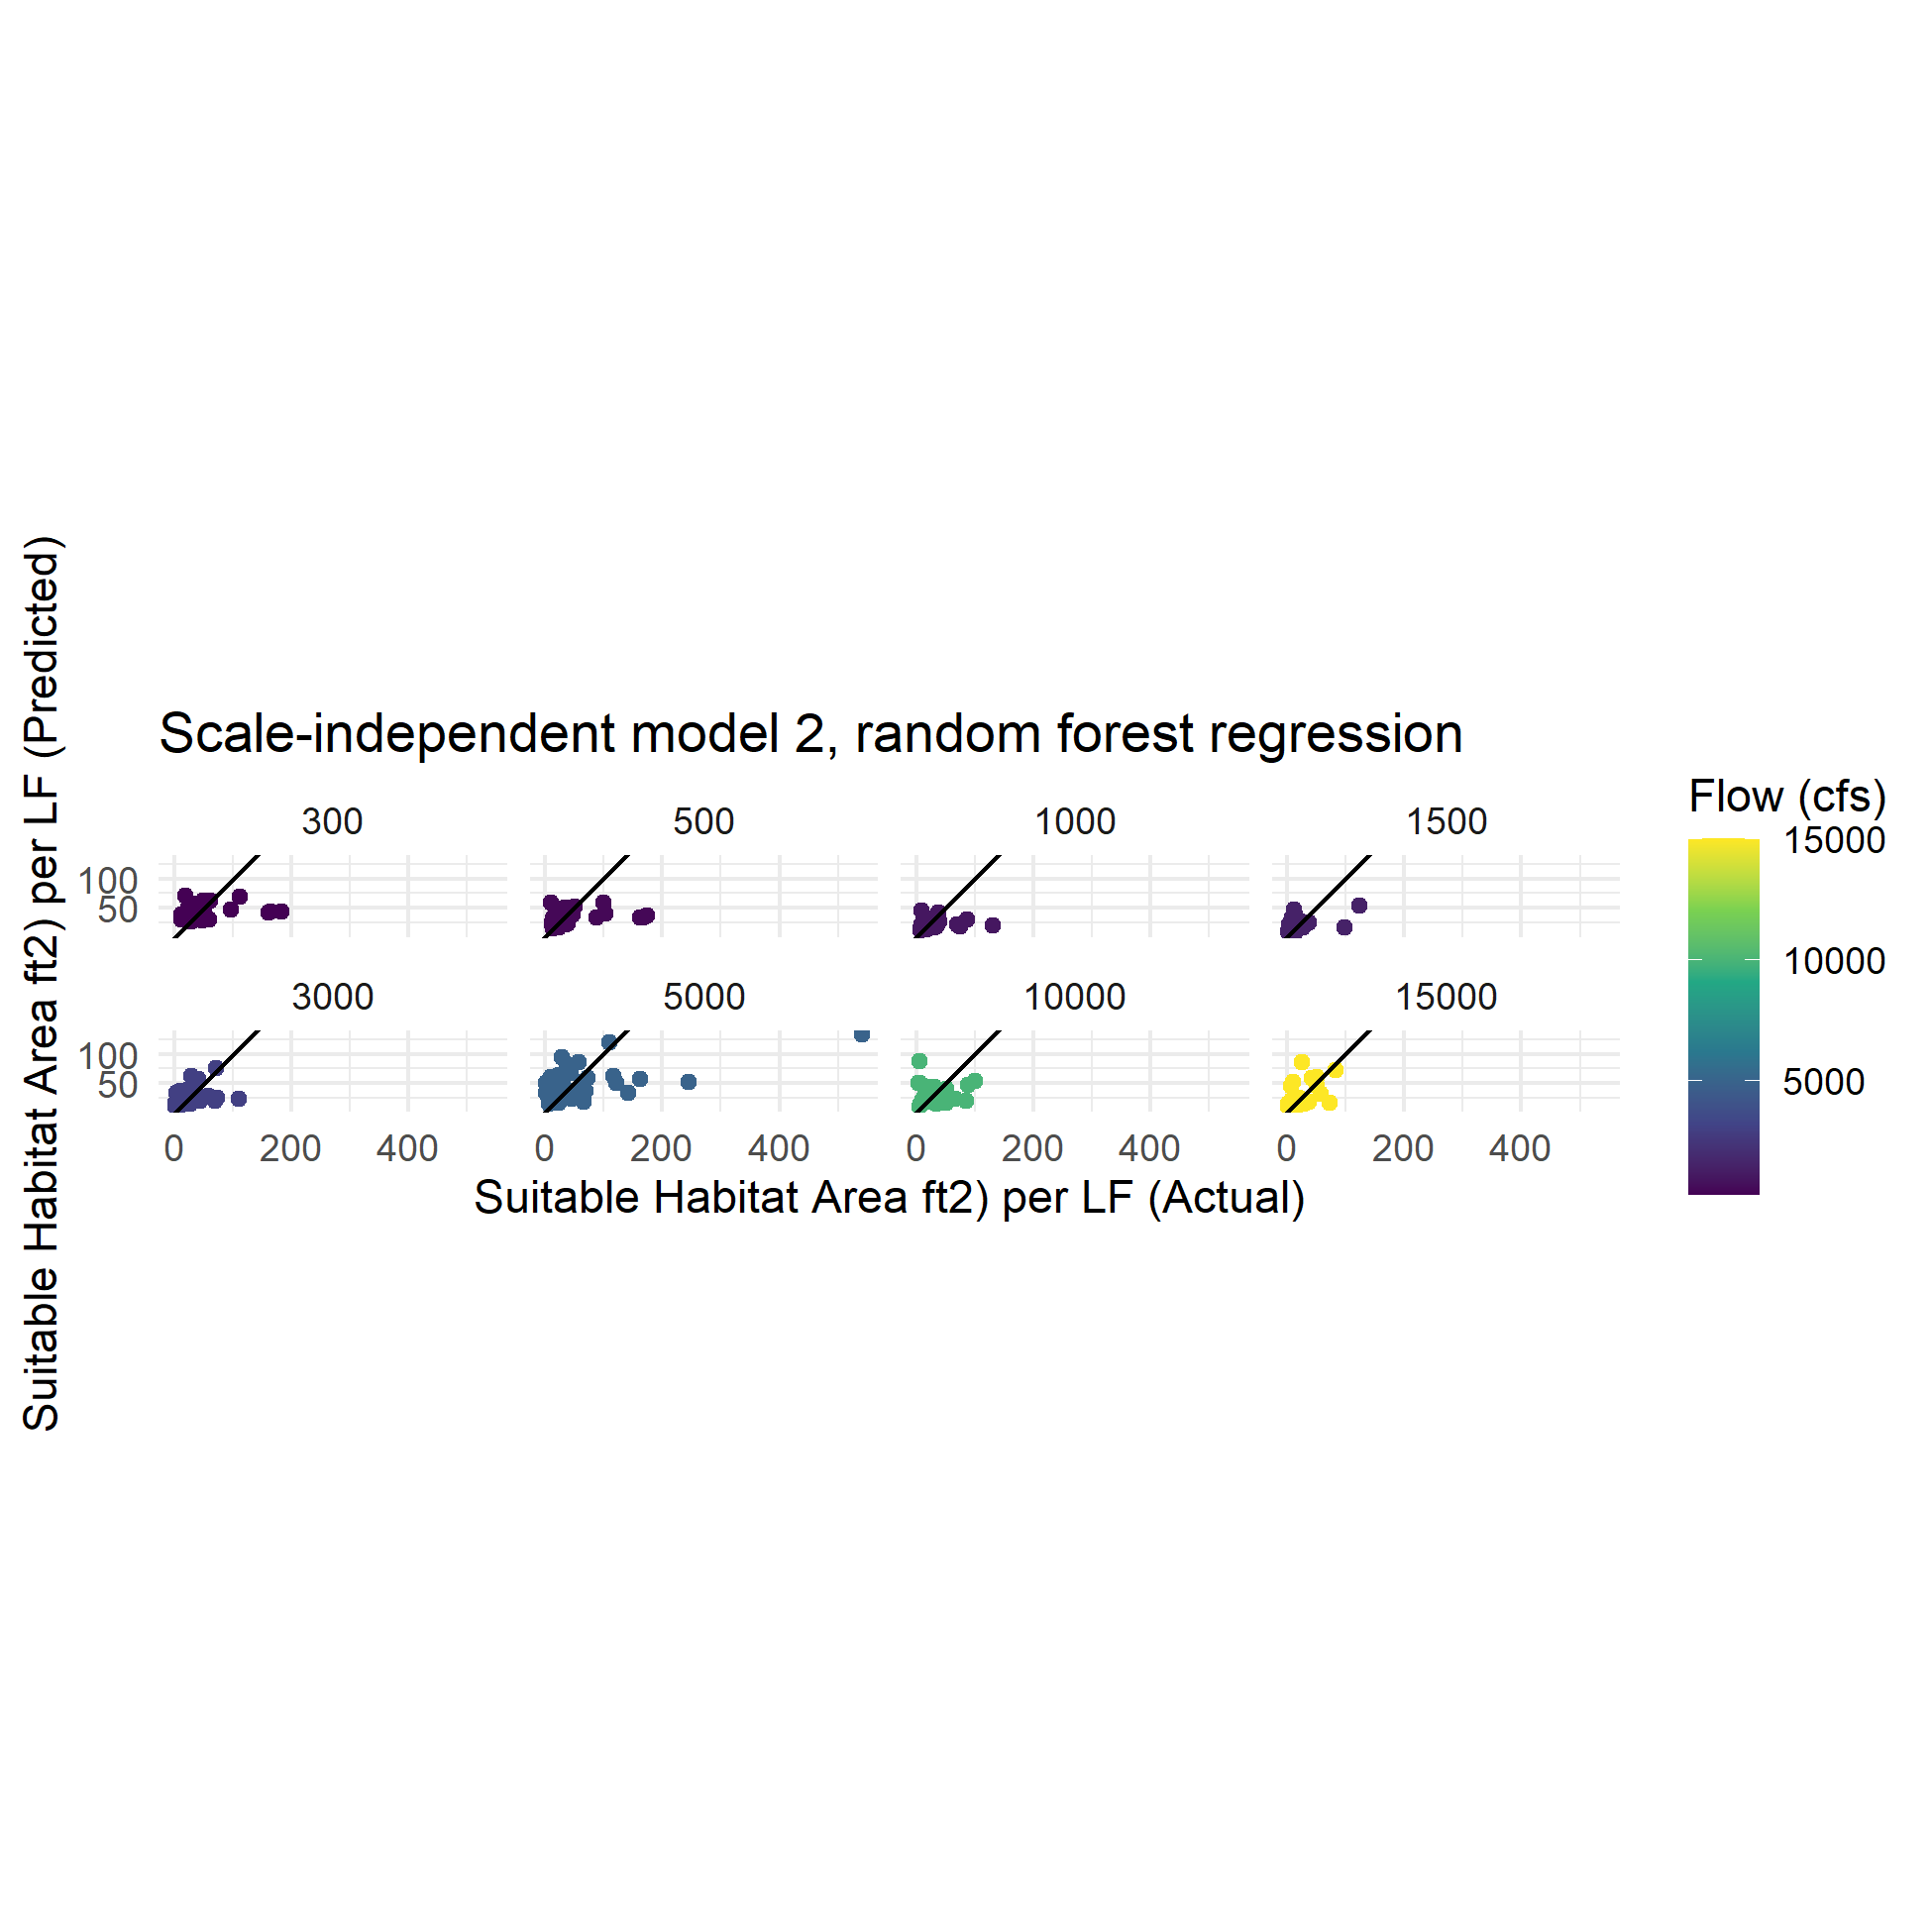 Scale-independent model 2, random forest regression
Suitable Habitat Area ft2) per LF (Predicted)
300 500 1000 1500
100
50
3000 5000 10000 15000
100
50
0 200 400 0 200 400 0 200 400 0 200 400
Suitable Habitat Area ft2) per LF (Actual)
Flow (cfs)
15000
10000
5000